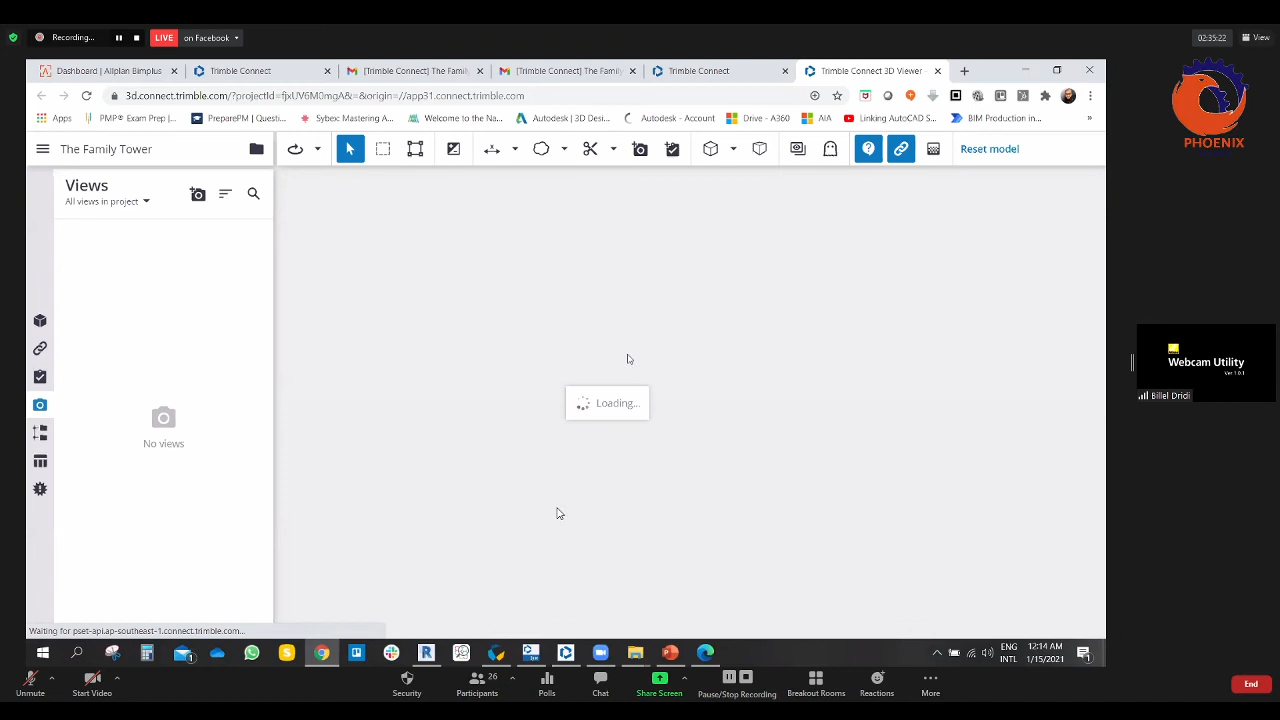 Recording...
LIVE on Facebook
02:35:22
View
Dashboard | Allplan Bimplus
Trimble Connect
[Trimble Connect] The Famil
[Trimble Connect] The Famil
Trimble Connect
Trimble Connect 3D Viewer
3d.connect.trimble.com/?projectId=fjxUV6M0mgA&=&origin=//app31.connect.trimble.com
Apps
PMP® Exam Prep |...
PreparePM | Questi...
Sybex Mastering A...
Welcome to the Na...
Autodesk | 3D Desi...
Autodesk - Account
Drive - A360
AIA
Linking AutoCAD S...
BIM Production in...
»
PHOENIX
The Family Tower
Reset model
Views
All views in project
No views
Loading...
Webcam Utility
Ver 1.0.1
Billel Dridi
Waiting for pset-api.ap-southeast-1.connect.trimble.com...
1
ENG
INTL
12:14 AM
1/15/2021
1
Unmute
Start Video
Security
Participants
26
Polls
Chat
Share Screen
Pause/Stop Recording
Breakout Rooms
Reactions
More
End